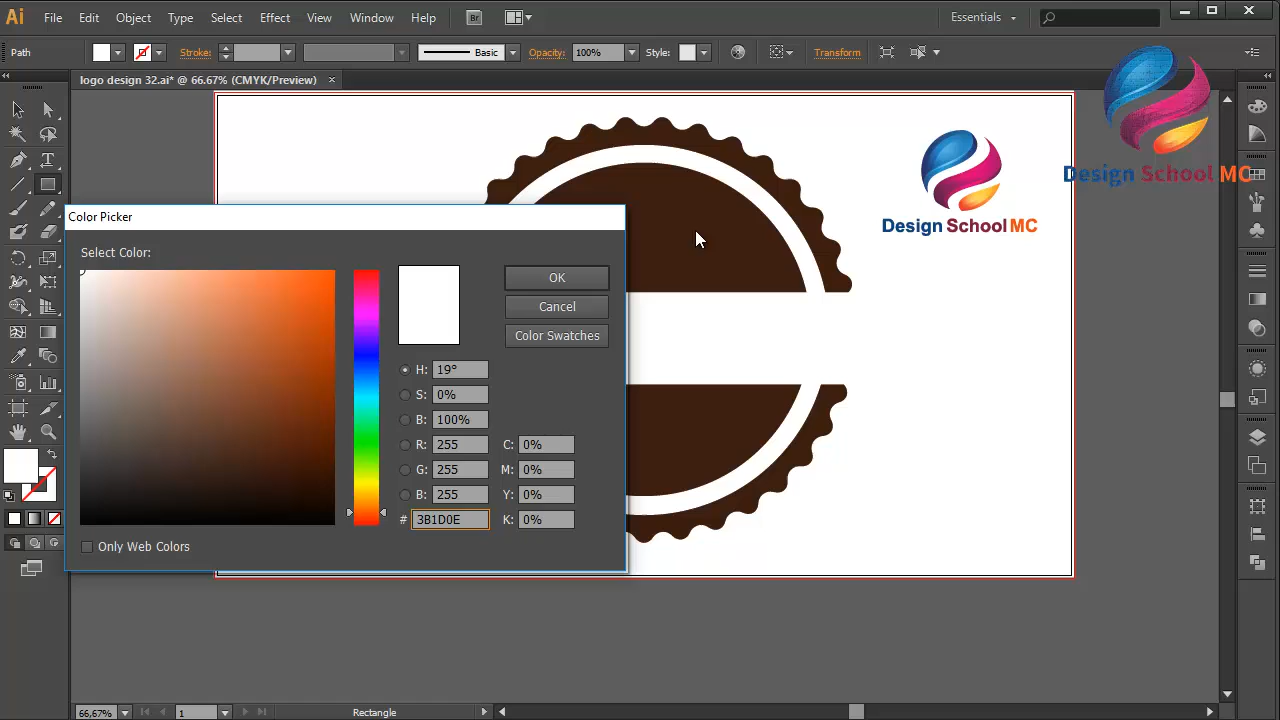 Ai File Edit Object Type Select Effect View Window Help Br Essentials
Path Stroke: Basic Opacity: 100% Style: Transform
logo design 32.ai* @ 66.67% (CMYK/Preview) ×
Design School MC
Design School MC
Color Picker
Select Color:
OK
Cancel
Color Swatches
H: 19°
S: 0%
B: 100%
R: 255 C: 0%
G: 255 M: 0%
B: 255 Y: 0%
# 3B1D0E K: 0%
Only Web Colors
66,67% 1 Rectangle